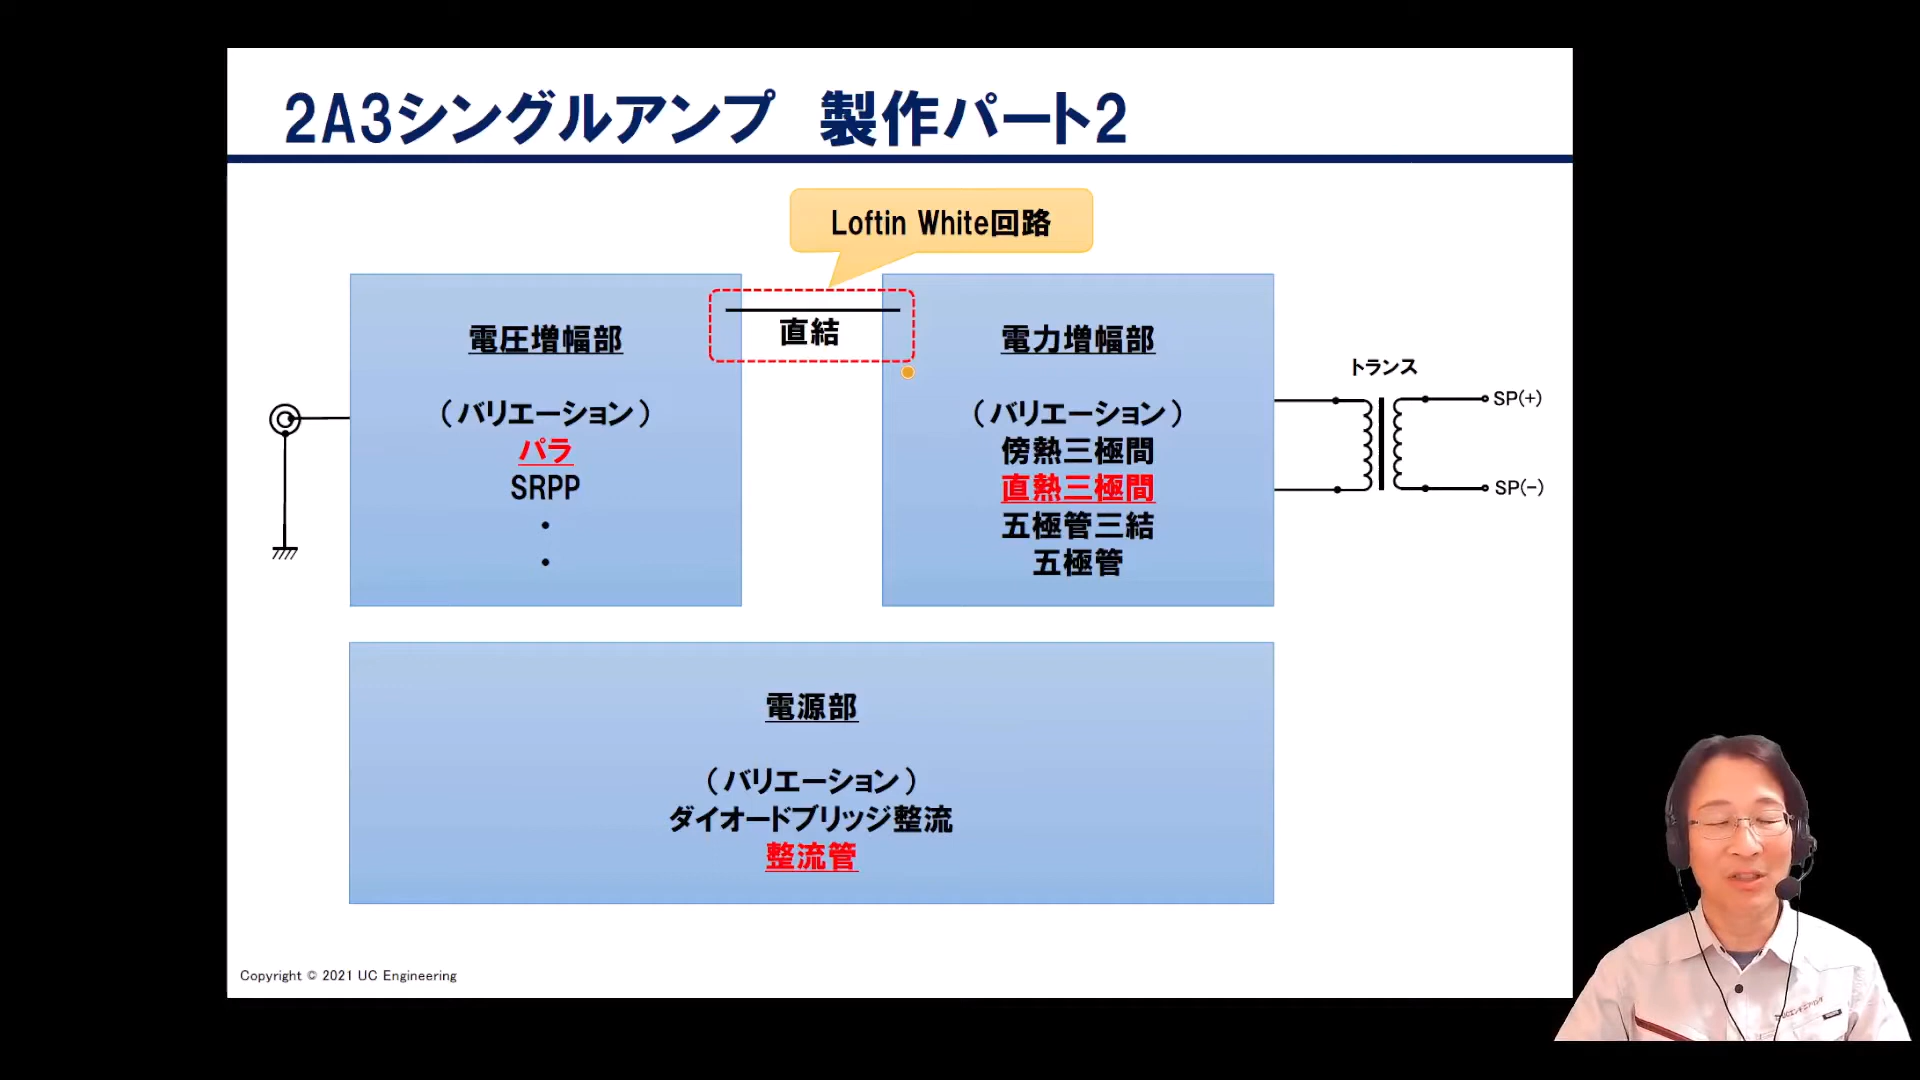 2A3シングルアンプ 製作パート2
Loftin White回路
直結
電圧増幅部
（バリエーション）
パラ
SRPP
・
・
電力増幅部
（バリエーション）
傍熱三極間
直熱三極間
五極管三結
五極管
トランス
SP(+)
SP(-)
電源部
（バリエーション）
ダイオードブリッジ整流
整流管
Copyright © 2021 UC Engineering